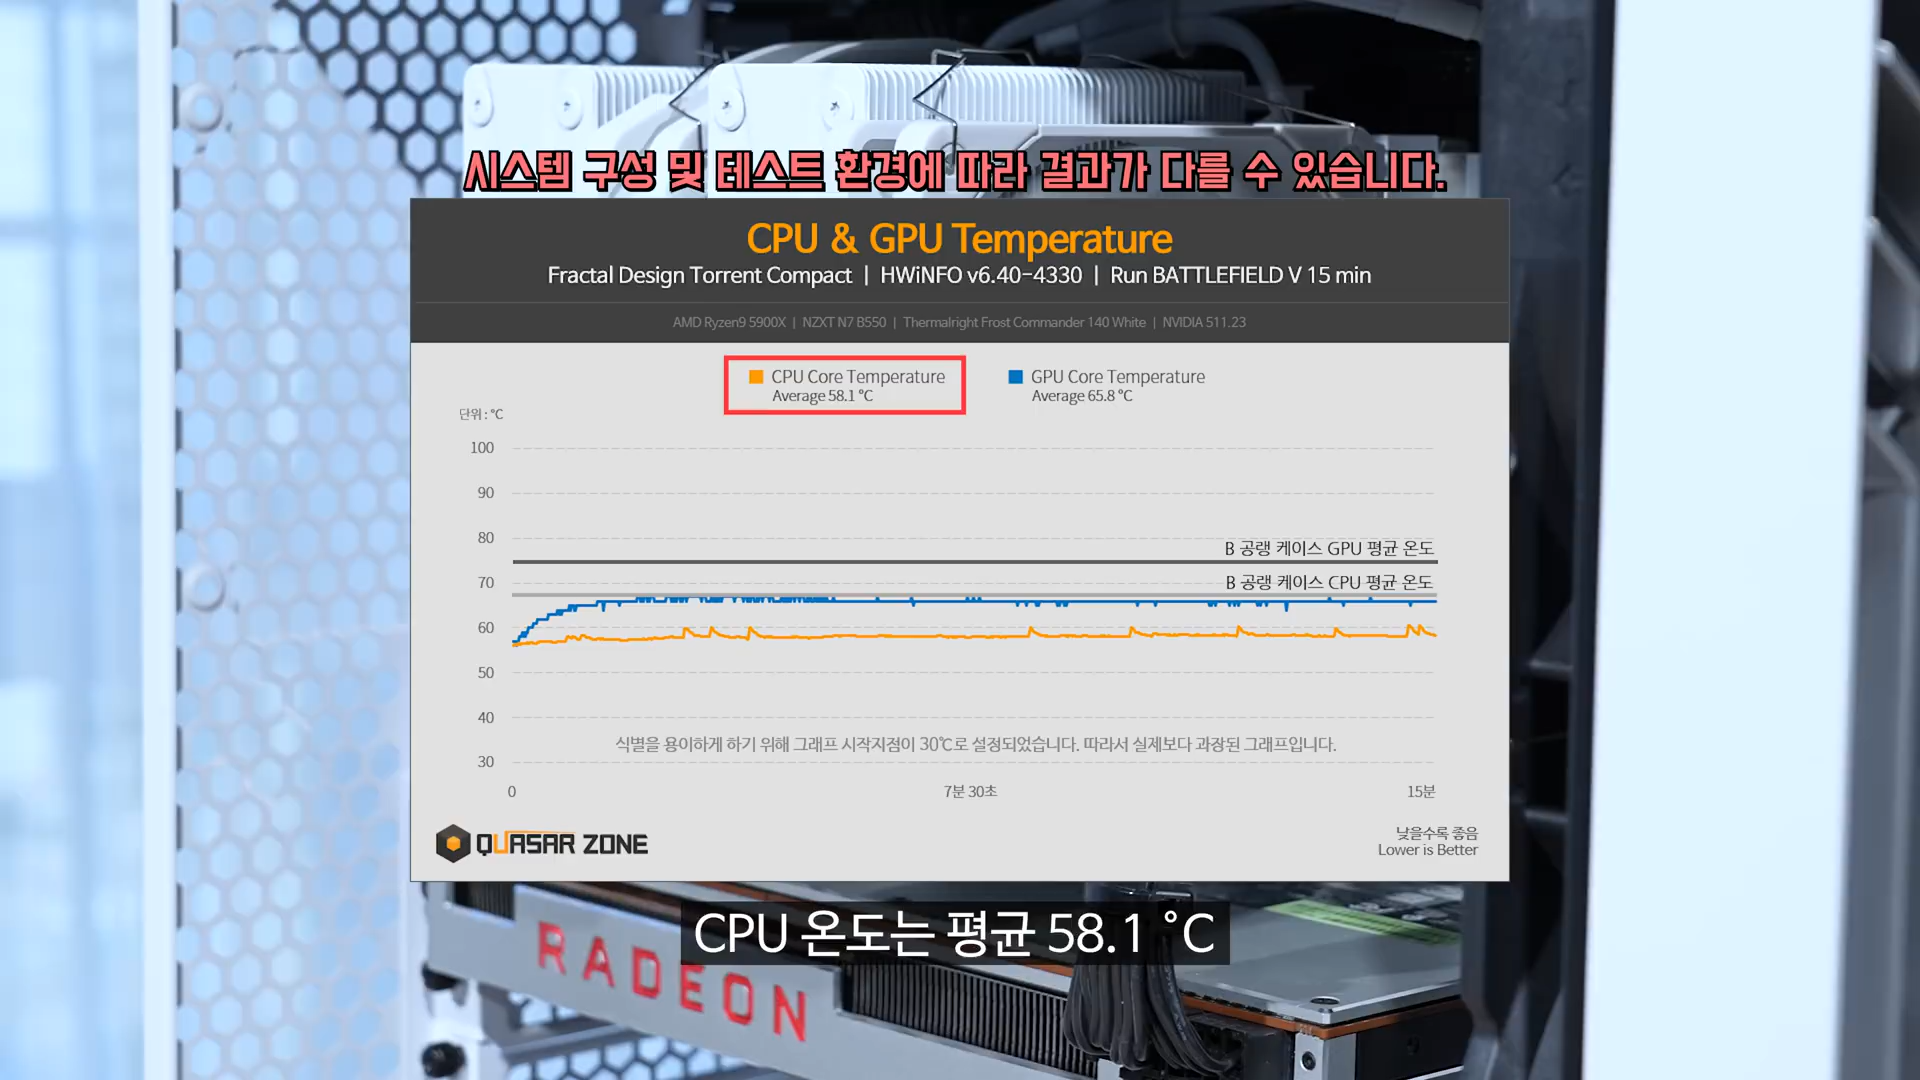 시스템 구성 및 테스트 환경에 따라 결과가 다를 수 있습니다.
CPU & GPU Temperature
Fractal Design Torrent Compact | HWiNFO v6.40-4330 | Run BATTLEFIELD V 15 min
AMD Ryzen9 5900X | NZXT N7 B550 | Thermalright Frost Commander 140 White | NVIDIA 511.23
CPU Core Temperature
Average 58.1 °C
GPU Core Temperature
Average 65.8 °C
단위 : °C
100
90
80
B 공랭 케이스 GPU 평균 온도
70
B 공랭 케이스 CPU 평균 온도
60
50
40
식별을 용이하게 하기 위해 그래프 시작지점이 30℃로 설정되었습니다. 따라서 실제보다 과장된 그래프입니다.
30
0
7분 30초
15분
QUASAR ZONE
낮을수록 좋음
Lower is Better
CPU 온도는 평균 58.1 °C
RADEON